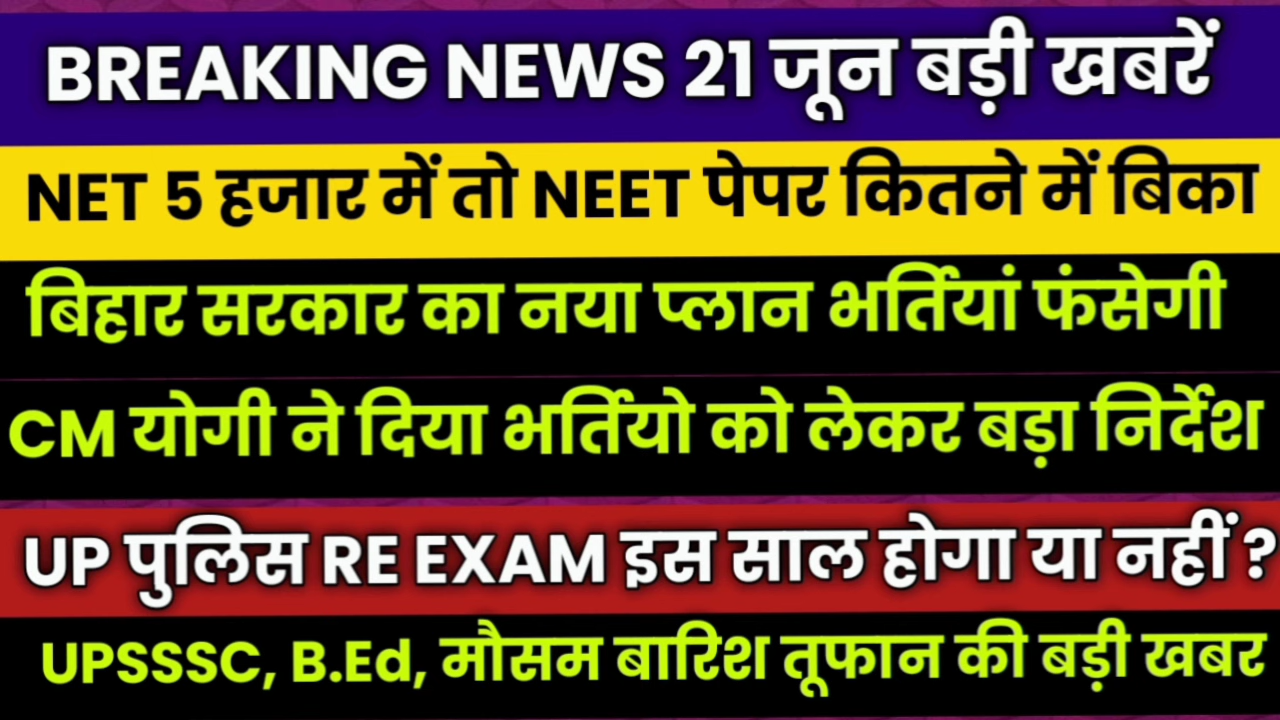 BREAKING NEWS 21 जून बड़ी खबरें
NET 5 हजार में तो NEET पेपर कितने में बिका
बिहार सरकार का नया प्लान भर्तियां फंसेगी
CM योगी ने दिया भर्तियो को लेकर बड़ा निर्देश
UP पुलिस RE EXAM इस साल होगा या नहीं ?
UPSSSC, B.Ed, मौसम बारिश तूफान की बड़ी खबर